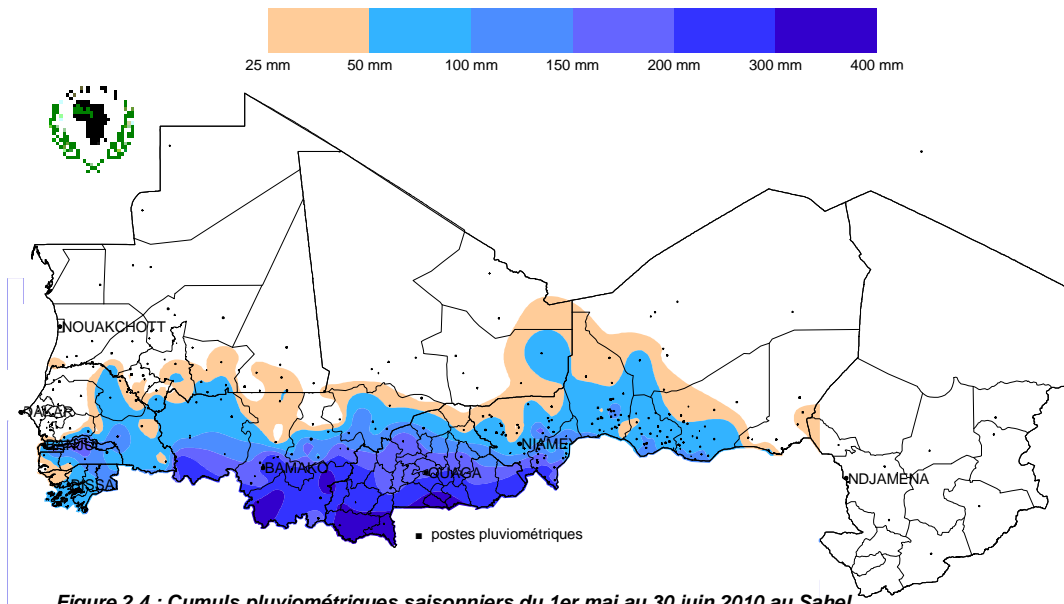 25 mm 50 mm 100 mm 150 mm 200 mm 300 mm 400 mm
NOUAKCHOTT
DAKAR
BANJUL
NIAMEY
BAMAKO
OUAGA
BISSAU
NDJAMENA
postes pluviométriques
Figure 2.4 : Cumuls pluviométriques saisonniers du 1er mai au 30 juin 2010 au Sahel